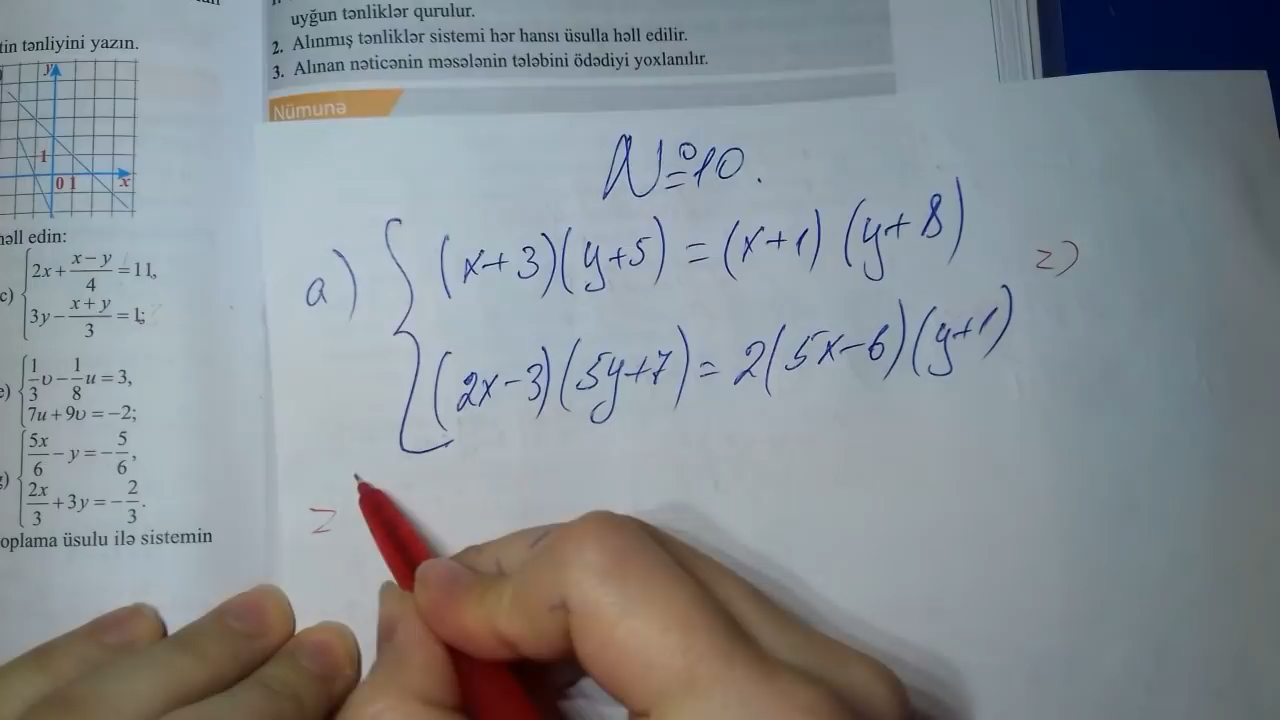 uyğun tənliklər qurulur.
2. Alınmış tənliklər sistemi hər hansı üsulla həll edilir.
3. Alınan nəticənin məsələnin tələbini ödədiyi yoxlanılır.
Nümunə
tin tənliyini yazın.
y
1
0 1 x
həll edin:
c) 2x + (x − y)/4 = 11,
3y − (x + y)/3 = 1;
e) 1/3 υ − 1/8 u = 3,
7u + 9υ = −2;
5x/6 − y = −5/6,
2x/3 + 3y = −2/3.
oplama üsulu ilə sistemin
№10.
a) (x+3)(y+5) = (x+1)(y+8)
(2x−3)(5y+7) = 2(5x−6)(y+1)